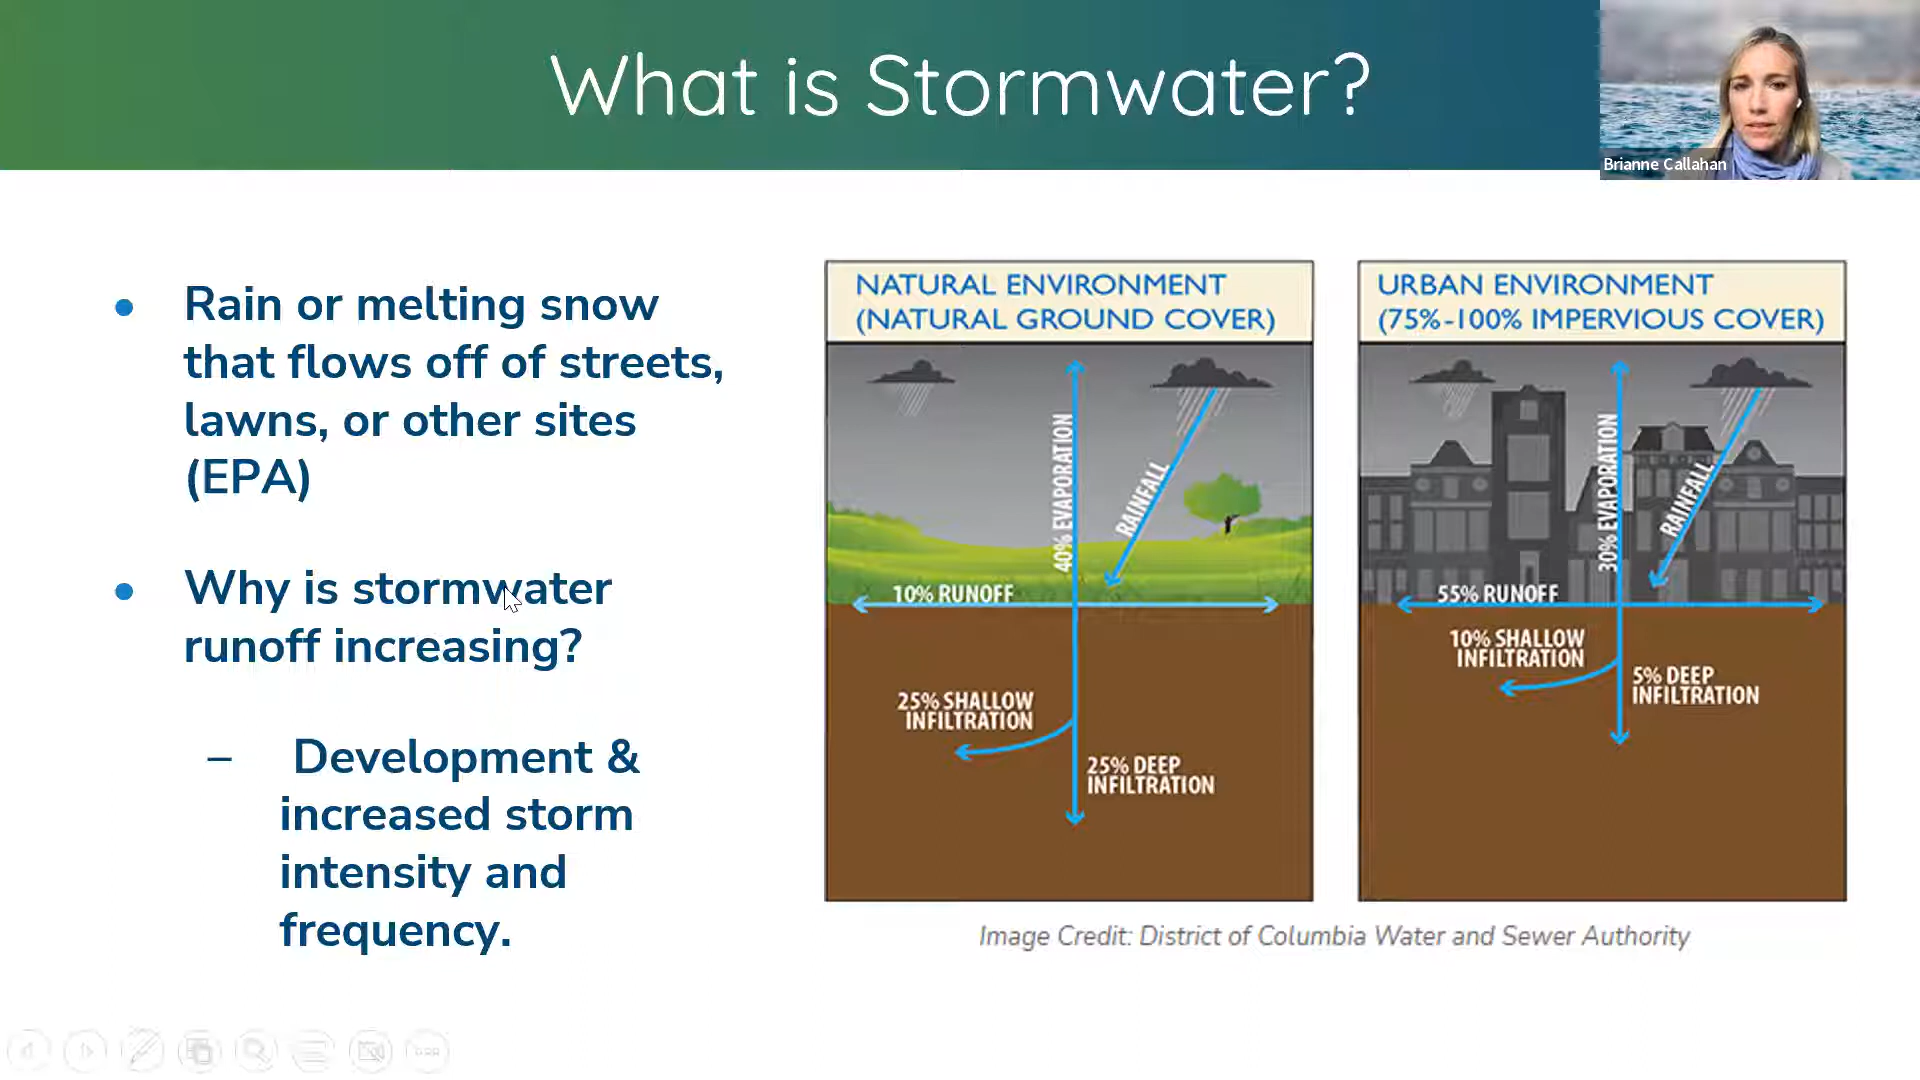 What is Stormwater?
Brianne Callahan
● Rain or melting snow
that flows off of streets,
lawns, or other sites
(EPA)
● Why is stormwater
runoff increasing?
– Development &
increased storm
intensity and
frequency.
NATURAL ENVIRONMENT
(NATURAL GROUND COVER)
40% EVAPORATION
RAINFALL
10% RUNOFF
25% SHALLOW
INFILTRATION
25% DEEP
INFILTRATION
URBAN ENVIRONMENT
(75%-100% IMPERVIOUS COVER)
30% EVAPORATION
RAINFALL
55% RUNOFF
10% SHALLOW
INFILTRATION
5% DEEP
INFILTRATION
Image Credit: District of Columbia Water and Sewer Authority